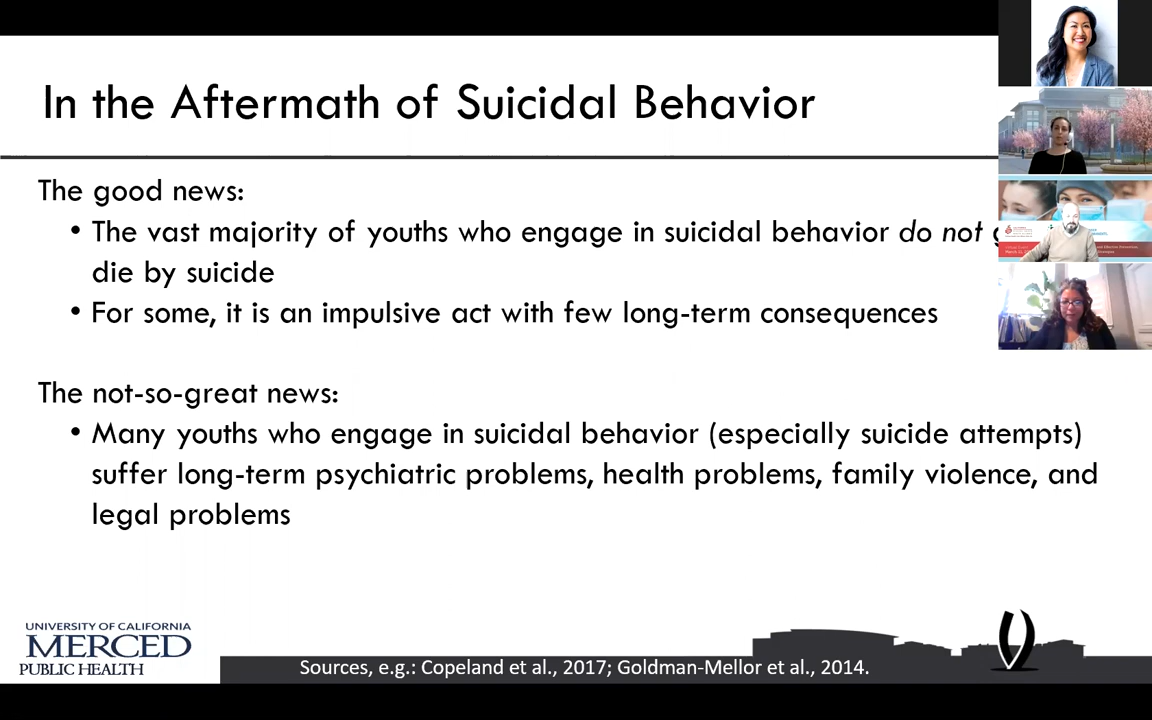 In the Aftermath of Suicidal Behavior
The good news:
• The vast majority of youths who engage in suicidal behavior do not
die by suicide
• For some, it is an impulsive act with few long-term consequences
The not-so-great news:
• Many youths who engage in suicidal behavior (especially suicide attempts)
suffer long-term psychiatric problems, health problems, family violence, and
legal problems
UNIVERSITY OF CALIFORNIA
MERCED
PUBLIC HEALTH
Sources, e.g.: Copeland et al., 2017; Goldman-Mellor et al., 2014.